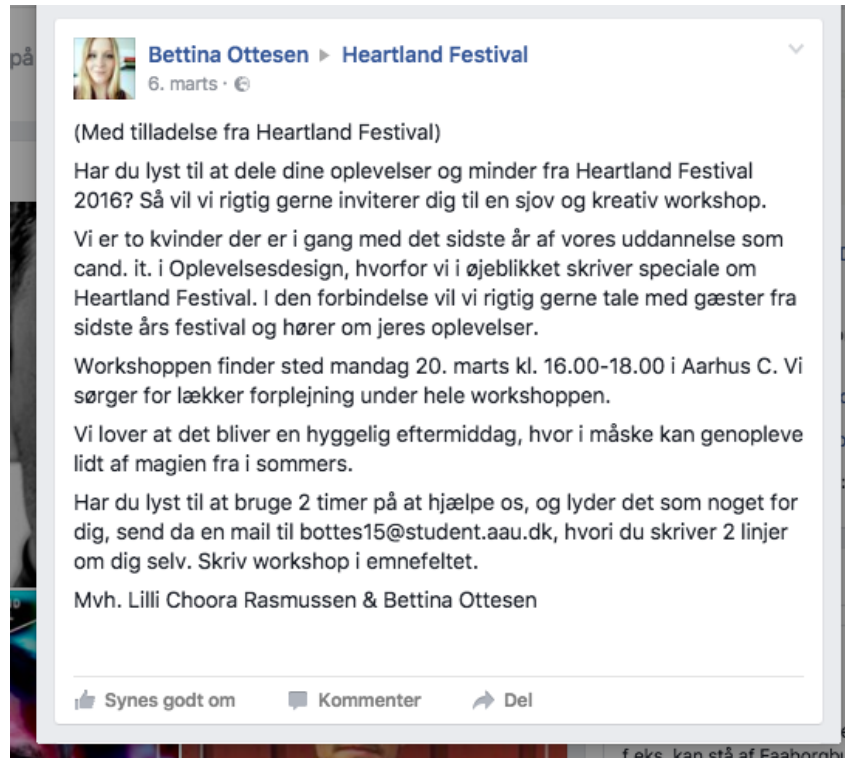 på
Bettina Ottesen ▸ Heartland Festival
6. marts ·
(Med tilladelse fra Heartland Festival)
Har du lyst til at dele dine oplevelser og minder fra Heartland Festival
2016? Så vil vi rigtig gerne inviterer dig til en sjov og kreativ workshop.
Vi er to kvinder der er i gang med det sidste år af vores uddannelse som
cand. it. i Oplevelsesdesign, hvorfor vi i øjeblikket skriver speciale om
Heartland Festival. I den forbindelse vil vi rigtig gerne tale med gæster fra
sidste års festival og hører om jeres oplevelser.
Workshoppen finder sted mandag 20. marts kl. 16.00-18.00 i Aarhus C. Vi
sørger for lækker forplejning under hele workshoppen.
Vi lover at det bliver en hyggelig eftermiddag, hvor i måske kan genopleve
lidt af magien fra i sommers.
Har du lyst til at bruge 2 timer på at hjælpe os, og lyder det som noget for
dig, send da en mail til bottes15@student.aau.dk, hvori du skriver 2 linjer
om dig selv. Skriv workshop i emnefeltet.
Mvh. Lilli Choora Rasmussen & Bettina Ottesen
Synes godt om Kommenter Del
f.eks. kan stå af